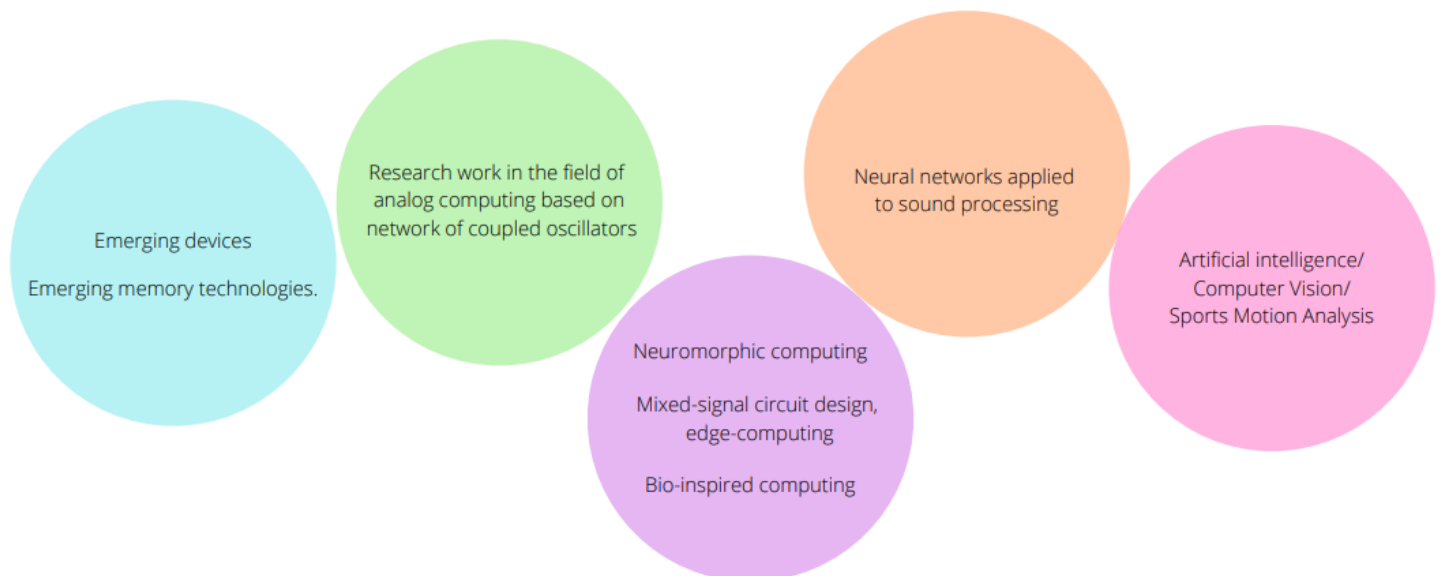 Emerging devices
Emerging memory technologies.
Research work in the field of
analog computing based on
network of coupled oscillators
Neuromorphic computing
Mixed-signal circuit design,
edge-computing
Bio-inspired computing
Neural networks applied
to sound processing
Artificial intelligence/
Computer Vision/
Sports Motion Analysis